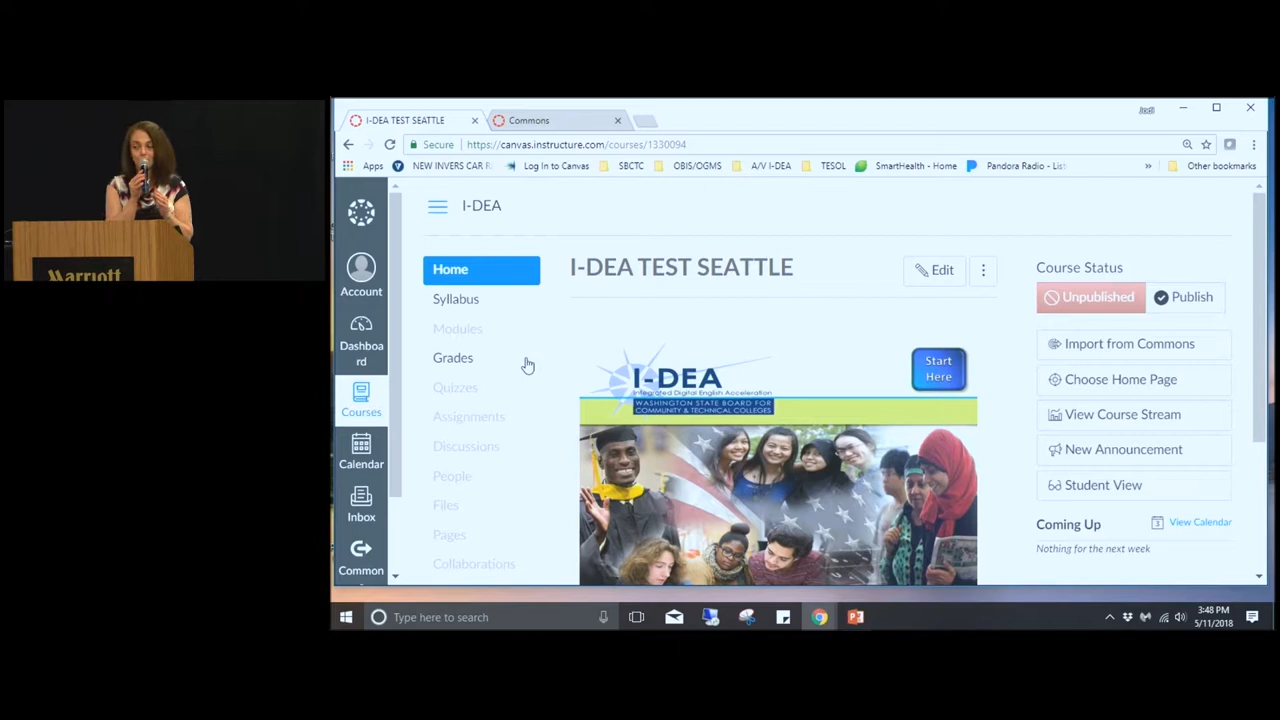 Marriott
I-DEA TEST SEATTLE
Commons
Secure
https://canvas.instructure.com/courses/1330094
Apps
NEW INVERS CAR R
Log In to Canvas
SBCTC
OBIS/OGMS
A/V I-DEA
TESOL
SmartHealth - Home
Pandora Radio - List
»
Other bookmarks
I-DEA
Account
Dashboa
rd
Courses
Calendar
Inbox
Common
Home
Syllabus
Modules
Grades
Quizzes
Assignments
Discussions
People
Files
Pages
Collaborations
I-DEA TEST SEATTLE
Edit
I-DEA
Integrated Digital English Acceleration
WASHINGTON STATE BOARD FOR
COMMUNITY & TECHNICAL COLLEGES
Start
Here
Course Status
Unpublished
Publish
Import from Commons
Choose Home Page
View Course Stream
New Announcement
Student View
Coming Up
3
View Calendar
Nothing for the next week
Type here to search
3:48 PM
5/11/2018